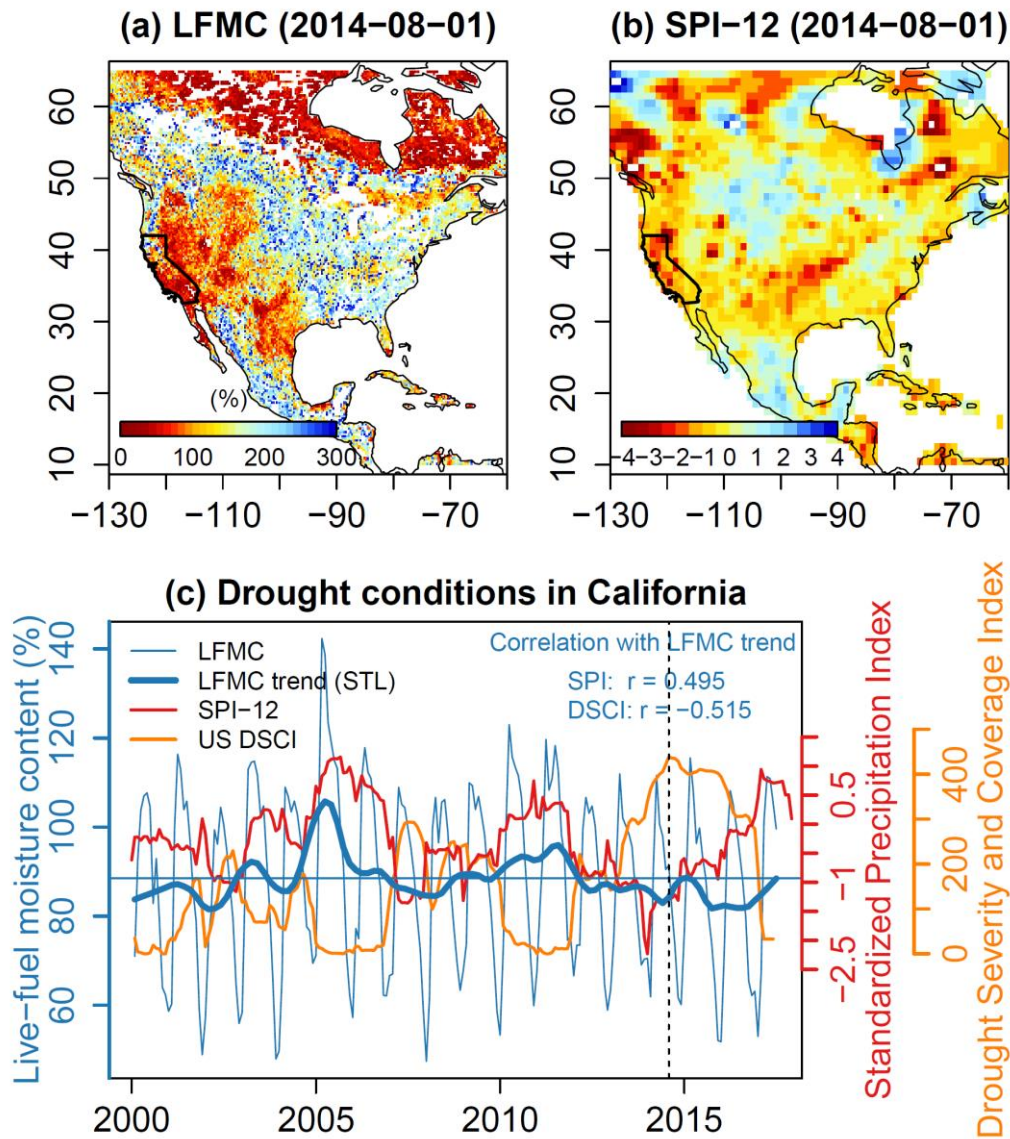 (a) LFMC (2014−08−01)
(b) SPI−12 (2014−08−01)
60
50
40
30
20
10
(%)
0 100 200 300
−130 −110 −90 −70
60
50
40
30
20
10
−4−3−2−1 0 1 2 3 4
−130 −110 −90 −70
(c) Drought conditions in California
Live−fuel moisture content (%)
140
120
100
80
60
LFMC
LFMC trend (STL)
SPI−12
US DSCI
Correlation with LFMC trend
SPI: r = 0.495
DSCI: r = −0.515
0.5
−1
−2.5
Standardized Precipitation Index
400
200
0
Drought Severity and Coverage Index
2000 2005 2010 2015